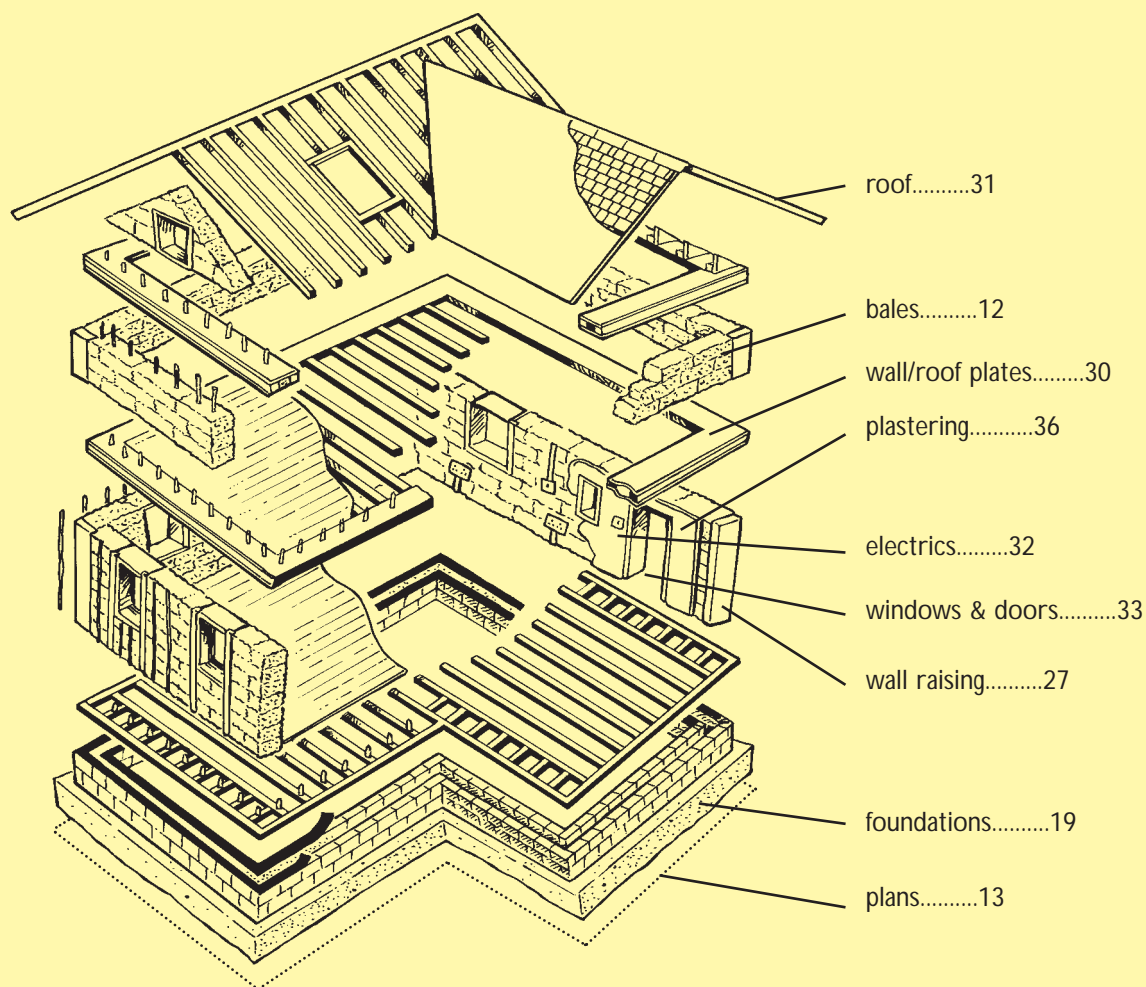 roof..........31
bales..........12
wall/roof plates.........30
plastering...........36
electrics.........32
windows & doors..........33
wall raising..........27
foundations..........19
plans..........13